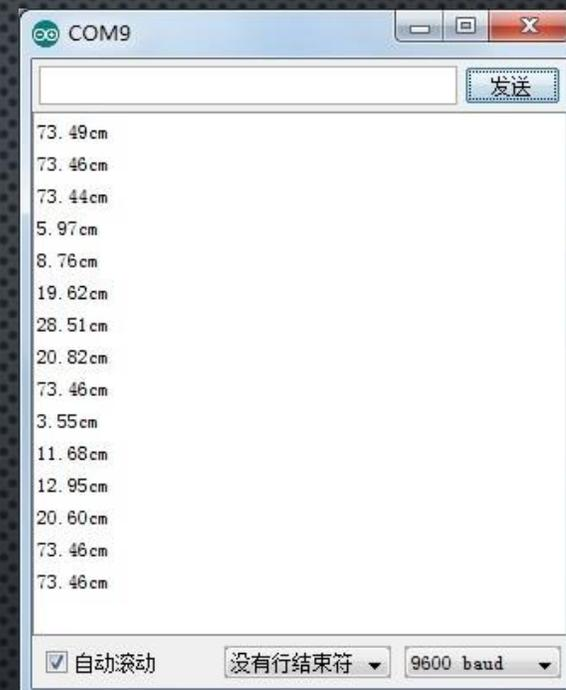 COM9
发送
73.49cm
73.46cm
73.44cm
5.97cm
8.76cm
19.62cm
28.51cm
20.82cm
73.46cm
3.55cm
11.68cm
12.95cm
20.60cm
73.46cm
73.46cm
自动滚动 没有行结束符 9600 baud